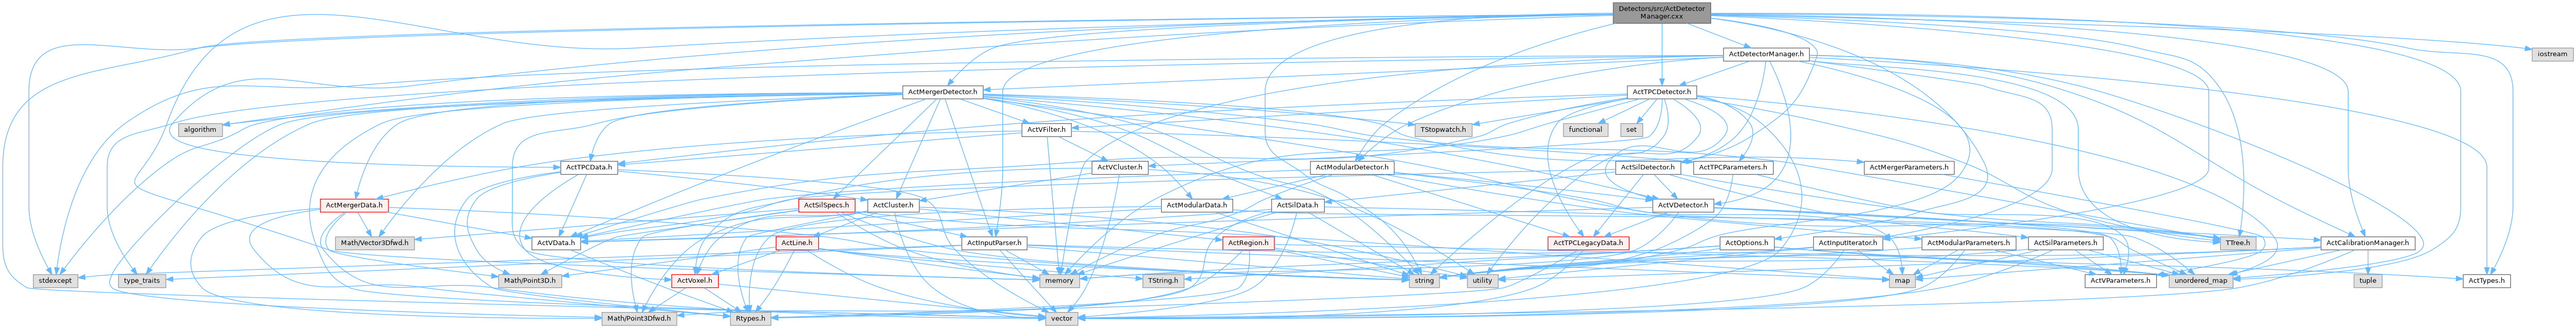 Detectors/src/ActDetector
Manager.cxx
ActDetectorManager.h
iostream
ActMergerDetector.h
ActTPCDetector.h
algorithm
ActVFilter.h
TStopwatch.h
functional
set
ActTPCData.h
ActVCluster.h
ActModularDetector.h
ActSilDetector.h
ActTPCParameters.h
ActMergerParameters.h
ActMergerData.h
ActSilSpecs.h
ActCluster.h
ActModularData.h
ActSilData.h
ActVDetector.h
Math/Vector3Dfwd.h
ActVData.h
ActLine.h
ActInputParser.h
ActRegion.h
ActTPCLegacyData.h
ActOptions.h
ActInputIterator.h
ActModularParameters.h
ActSilParameters.h
TTree.h
ActCalibrationManager.h
stdexcept
type_traits
Math/Point3D.h
ActVoxel.h
memory
TString.h
string
utility
map
ActVParameters.h
unordered_map
tuple
ActTypes.h
Math/Point3Dfwd.h
Rtypes.h
vector